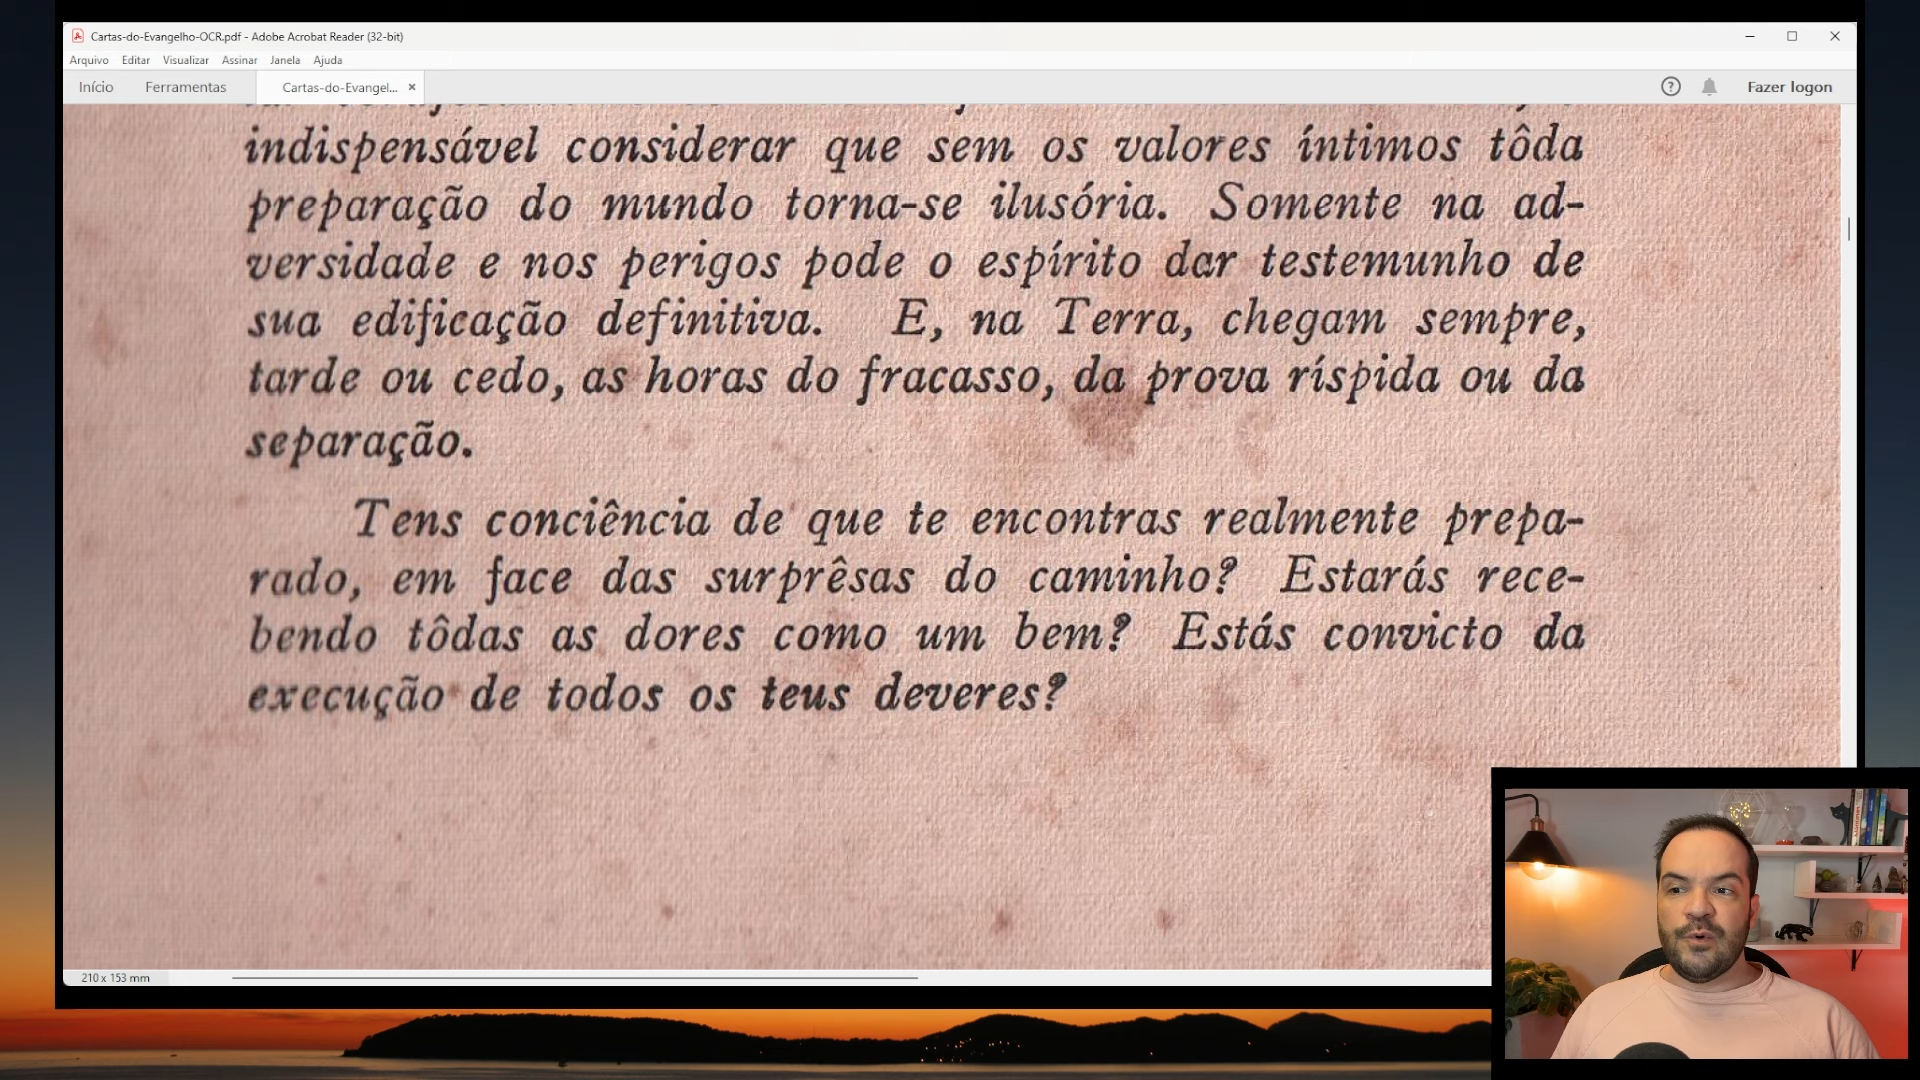 Cartas-do-Evangelho-OCR.pdf - Adobe Acrobat Reader (32-bit)
Arquivo Editar Visualizar Assinar Janela Ajuda
Início Ferramentas Cartas-do-Evangel... × Fazer logon
indispensável considerar que sem os valores íntimos tôda
preparação do mundo torna-se ilusória. Somente na ad-
versidade e nos perigos pode o espírito dar testemunho de
sua edificação definitiva. E, na Terra, chegam sempre,
tarde ou cedo, as horas do fracasso, da prova ríspida ou da
separação.
Tens conciência de que te encontras realmente prepa-
rado, em face das surprêsas do caminho? Estarás rece-
bendo tôdas as dores como um bem? Estás convicto da
execução de todos os teus deveres?
210 x 153 mm